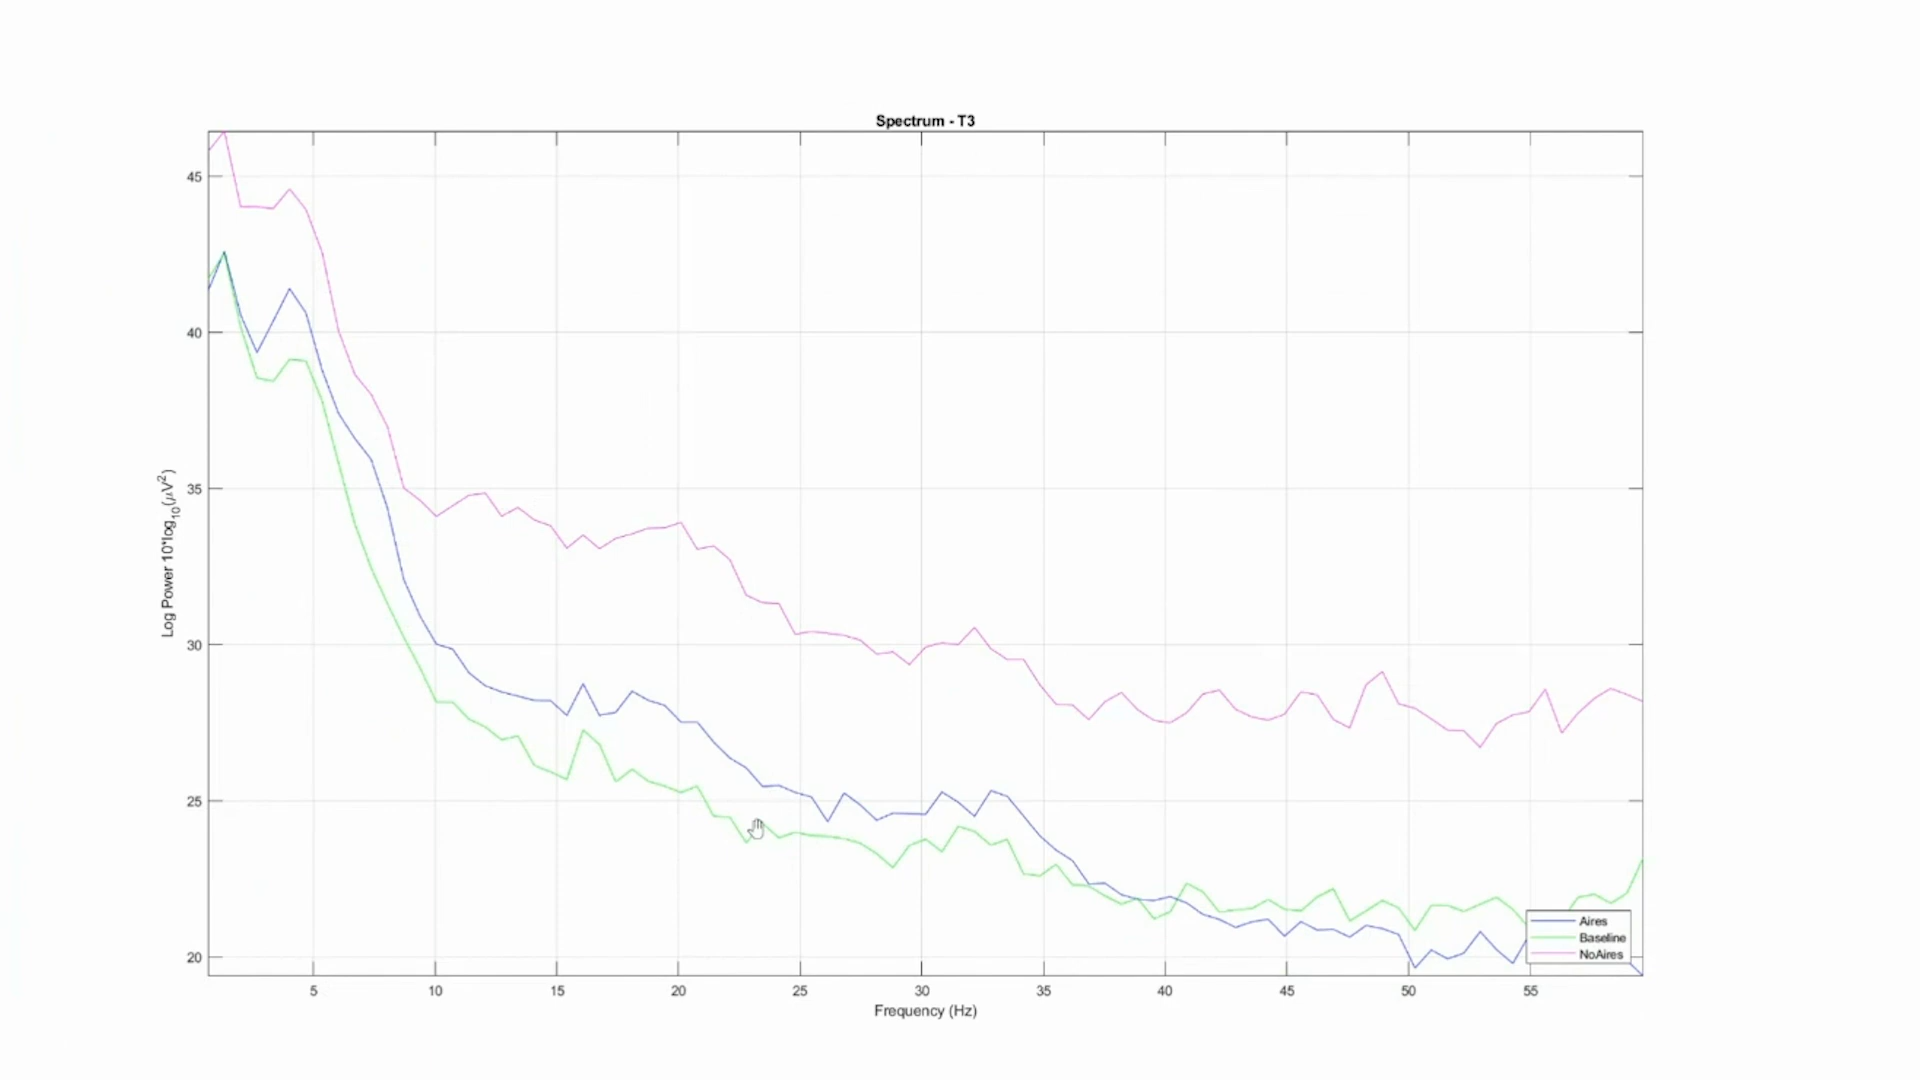 Spectrum - T3
45
40
35
30
25
20
Log Power 10*log10(μV2)
5 10 15 20 25 30 35 40 45 50 55
Frequency (Hz)
Aires
Baseline
NoAires